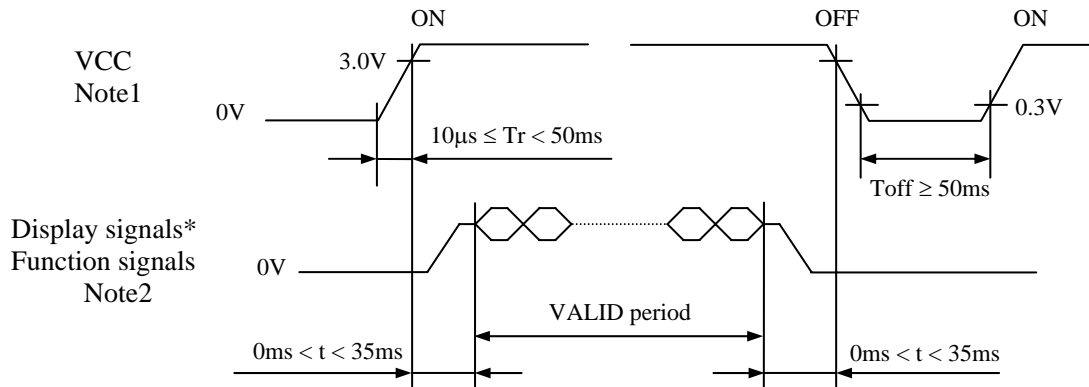 ON OFF ON
VCC
Note1
3.0V
0V
0.3V
10μs ≤ Tr < 50ms
Toff ≥ 50ms
Display signals*
Function signals
Note2
0V
VALID period
0ms < t < 35ms
0ms < t < 35ms